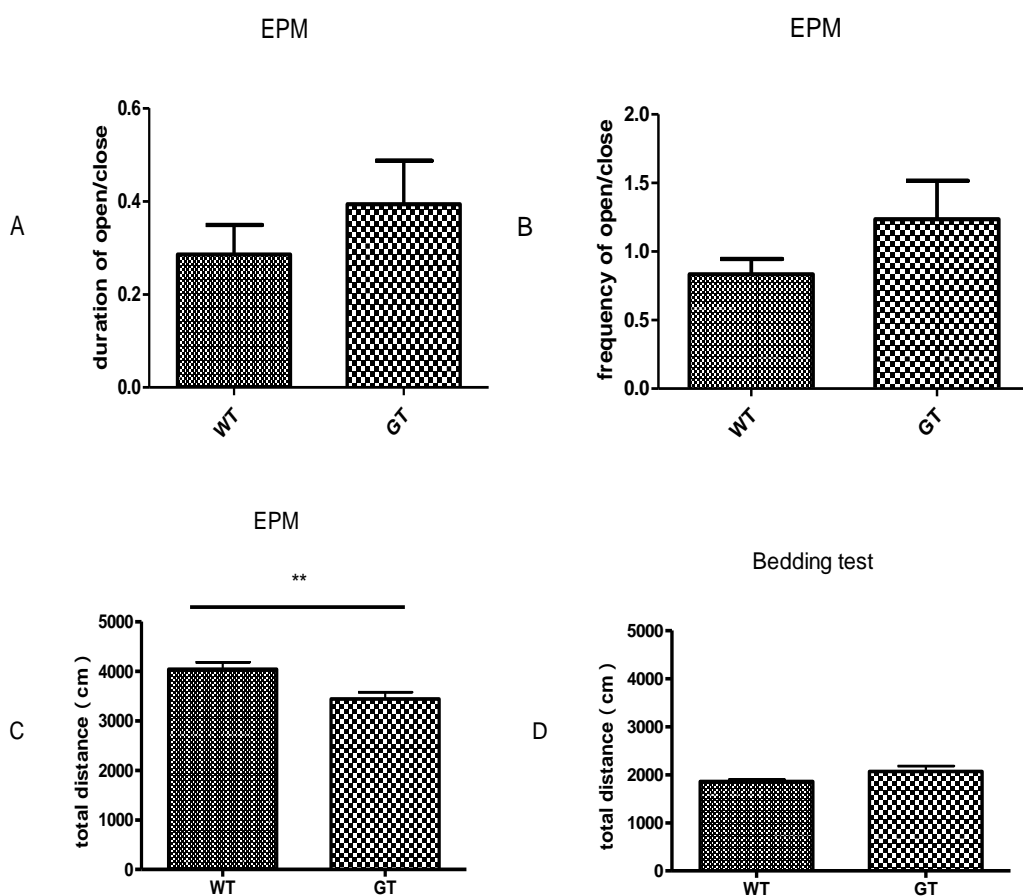 EPM
A
duration of open/close
0.6
0.4
0.2
0.0
WT
GT
EPM
B
frequency of open/close
2.0
1.5
1.0
0.5
0.0
WT
GT
EPM
**
C
total distance ( cm )
5000
4000
3000
2000
1000
0
WT
GT
Bedding test
D
total distance ( cm )
5000
4000
3000
2000
1000
0
WT
GT